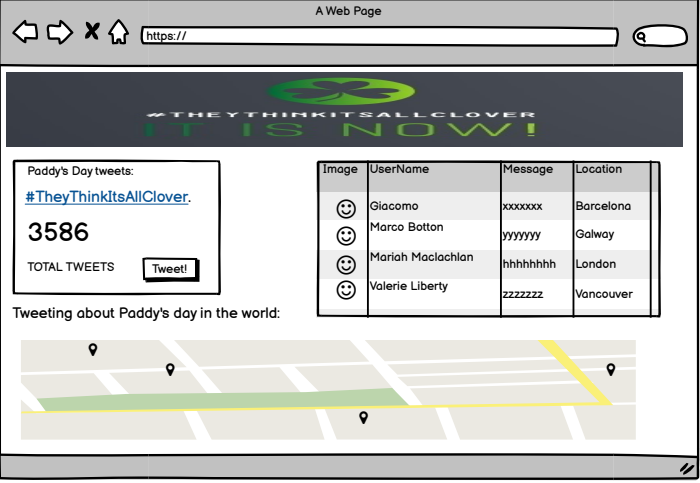 A Web Page
https://
#THEYTHINKITSALLCLOVER
IT IS NOW!
Paddy's Day tweets:
#TheyThinkItsAllClover.
3586
TOTAL TWEETS
Tweet!
Image UserName Message Location
Giacomo xxxxxxx Barcelona
Marco Botton yyyyyyy Galway
Mariah Maclachlan hhhhhhhh London
Valerie Liberty zzzzzzz Vancouver
Tweeting about Paddy's day in the world: